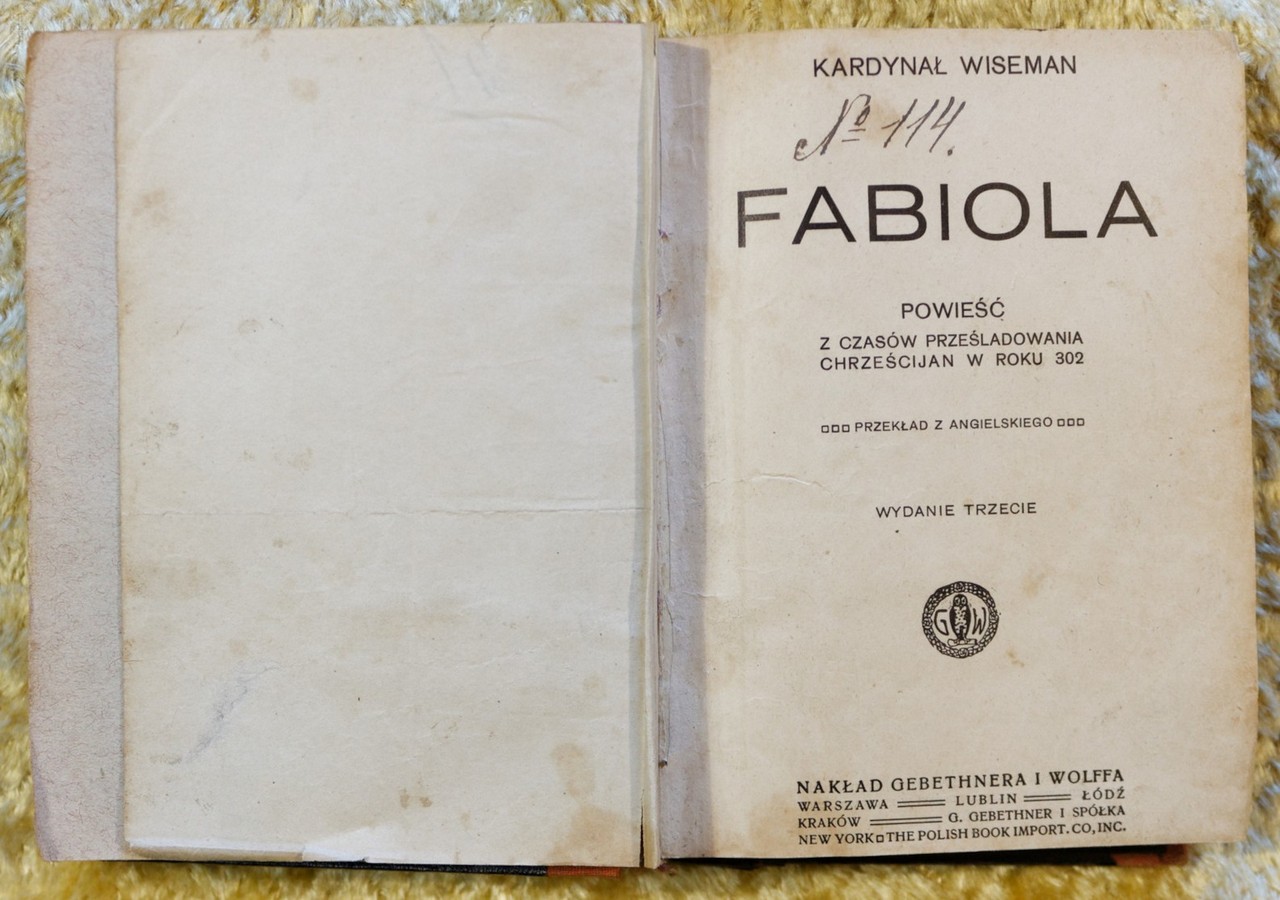 KARDYNAŁ WISEMAN
№ 114.
FABIOLA
POWIEŚĆ
Z CZASÓW PRZEŚLADOWANIA
CHRZEŚCIJAN W ROKU 302
PRZEKŁAD Z ANGIELSKIEGO
WYDANIE TRZECIE
G W
NAKŁAD GEBETHNERA I WOLFFA
WARSZAWA LUBLIN ŁÓDŹ
KRAKÓW G. GEBETHNER I SPÓŁKA
NEW YORK THE POLISH BOOK IMPORT. CO, INC.